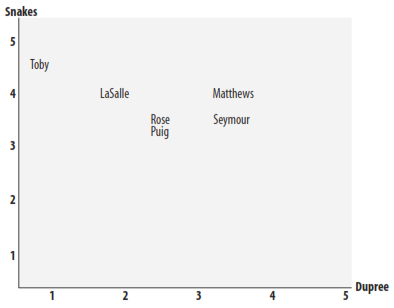 Snakes
5
Toby
4
LaSalle
Matthews
Rose
Seymour
Puig
3
2
1
Dupree
1
2
3
4
5